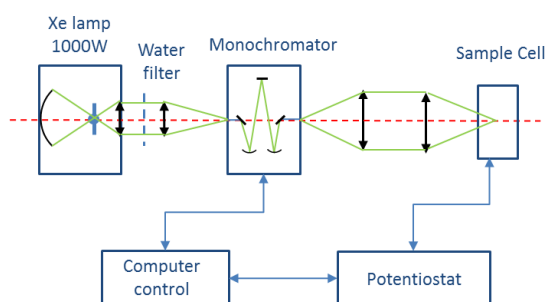 Xe lamp
1000W
Water
filter
Monochromator
Sample Cell
Computer
control
Potentiostat